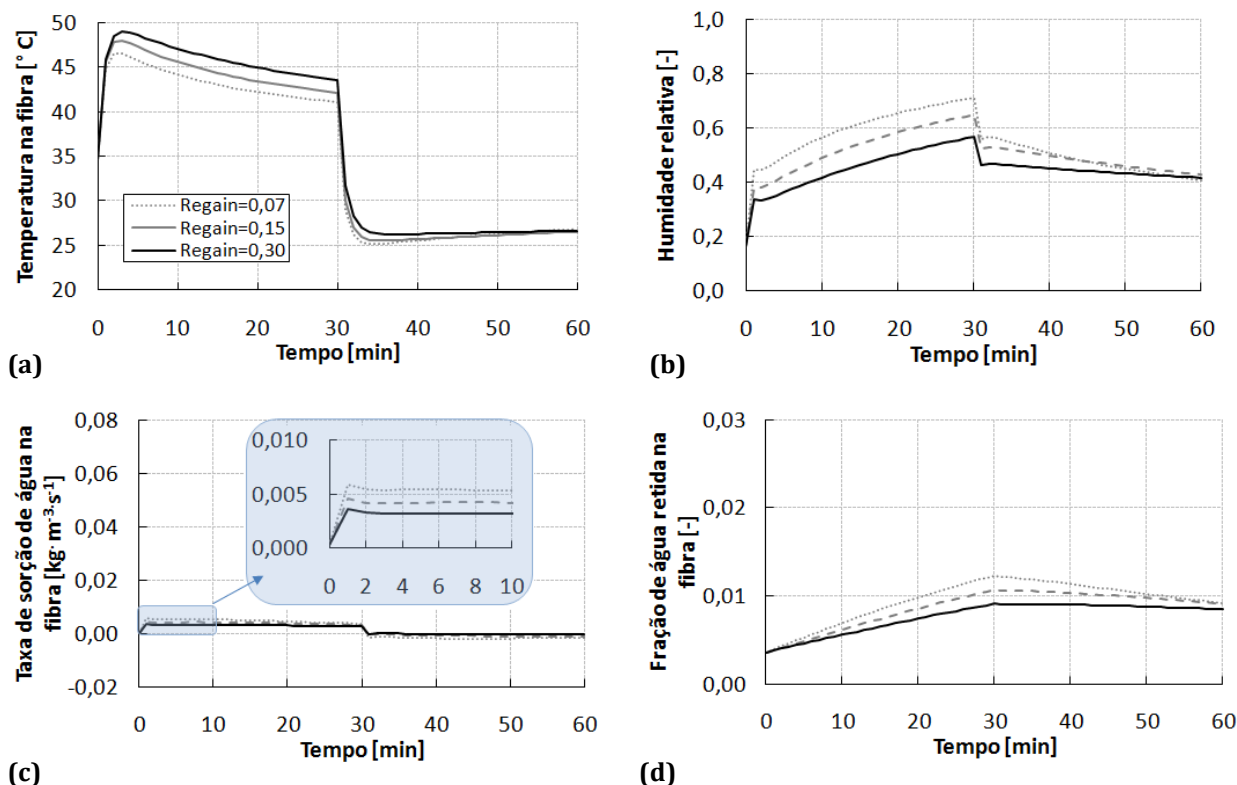 Temperatura na fibra [°C]
50
45
40
35
30
25
20
Regain=0,07
Regain=0,15
Regain=0,30
0 10 20 30 40 50 60
Tempo [min]
(a)
Humidade relativa [-]
1,0
0,8
0,6
0,4
0,2
0,0
0 10 20 30 40 50 60
Tempo [min]
(b)
Taxa de sorção de água na
fibra [kg·m⁻³·s⁻¹]
0,08
0,06
0,04
0,02
0,00
-0,02
0,010
0,005
0,000
0 2 4 6 8 10
0 10 20 30 40 50 60
Tempo [min]
(c)
Fração de água retida na
fibra [-]
0,03
0,02
0,01
0,00
0 10 20 30 40 50 60
Tempo [min]
(d)